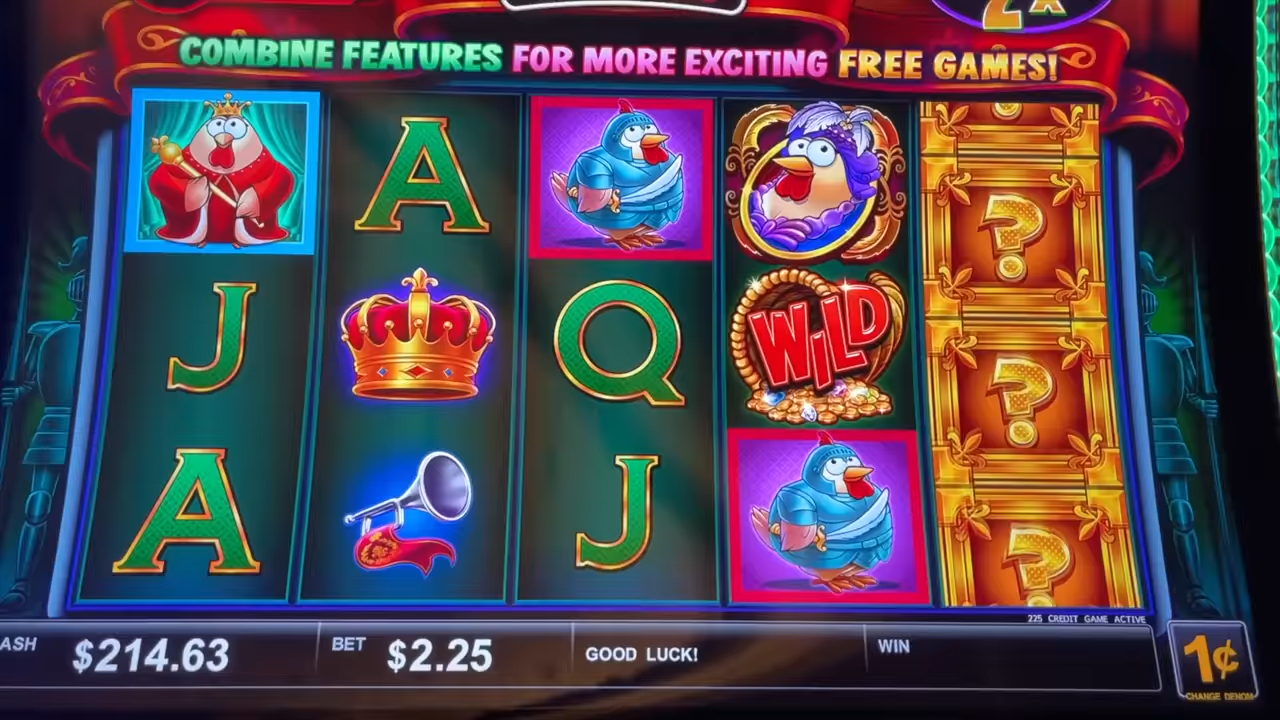 2X
COMBINE FEATURES FOR MORE EXCITING FREE GAMES!
A
?
J
Q
WILD
?
A
J
?
225 CREDIT GAME ACTIVE
ASH $214.63 BET $2.25 GOOD LUCK! WIN
1¢
CHANGE DENOM